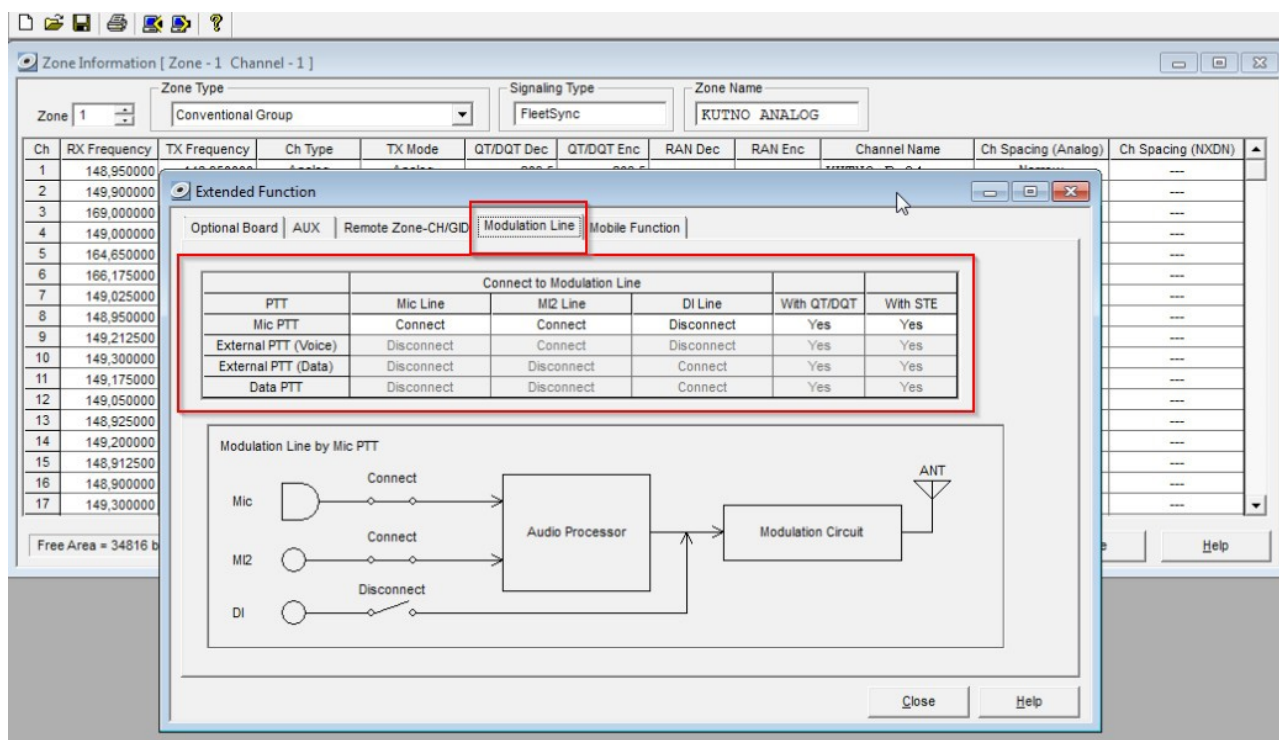 Zone Information [ Zone - 1  Channel - 1 ]
Zone Type
Signaling Type
Zone Name
Zone 1
Conventional Group
FleetSync
KUTNO ANALOG
Ch RX Frequency TX Frequency Ch Type TX Mode QT/DQT Dec QT/DQT Enc RAN Dec RAN Enc Channel Name Ch Spacing (Analog) Ch Spacing (NXDN)
1 148,950000 ---
2 149,900000 ---
3 169,000000 ---
4 149,000000 ---
5 164,650000 ---
6 166,175000 ---
7 149,025000 ---
8 148,950000 ---
9 149,212500 ---
10 149,300000 ---
11 149,175000 ---
12 149,050000 ---
13 148,925000 ---
14 149,200000 ---
15 148,912500 ---
16 148,900000 ---
17 149,300000 ---
Free Area = 34816 b
Help
Extended Function
Optional Board AUX Remote Zone-CH/GID Modulation Line Mobile Function
Connect to Modulation Line
PTT Mic Line MI2 Line DI Line With QT/DQT With STE
Mic PTT Connect Connect Disconnect Yes Yes
External PTT (Voice) Disconnect Connect Disconnect Yes Yes
External PTT (Data) Disconnect Disconnect Connect Yes Yes
Data PTT Disconnect Disconnect Connect Yes Yes
Modulation Line by Mic PTT
Connect
ANT
Mic
Connect
Audio Processor
Modulation Circuit
MI2
Disconnect
DI
Close
Help